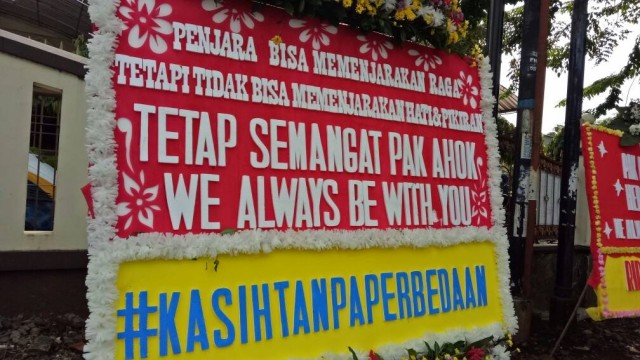 PENJARA BISA MEMENJARAKAN RAGA
TETAPI TIDAK BISA MEMENJARAKAN HATI & PIKIRAN
TETAP SEMANGAT PAK AHOK
WE ALWAYS BE WITH YOU
#KASIHTANPAPERBEDAAN